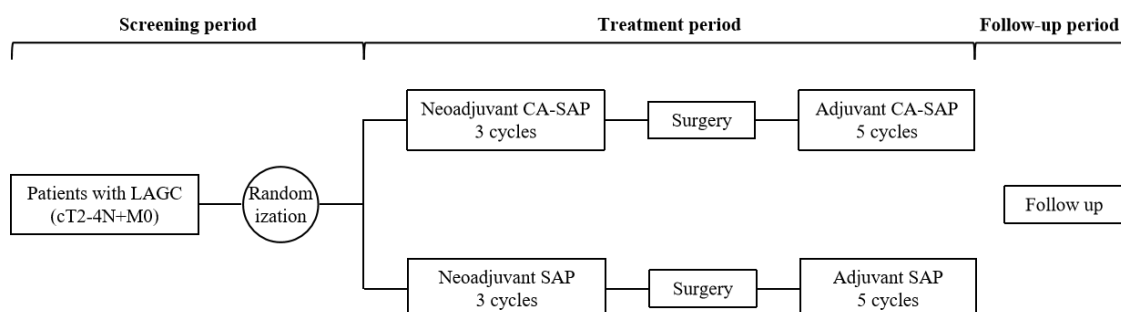 Screening period
Treatment period
Follow-up period
Neoadjuvant CA-SAP
3 cycles
Surgery
Adjuvant CA-SAP
5 cycles
Patients with LAGC
(cT2-4N+M0)
Random
ization
Follow up
Neoadjuvant SAP
3 cycles
Surgery
Adjuvant SAP
5 cycles